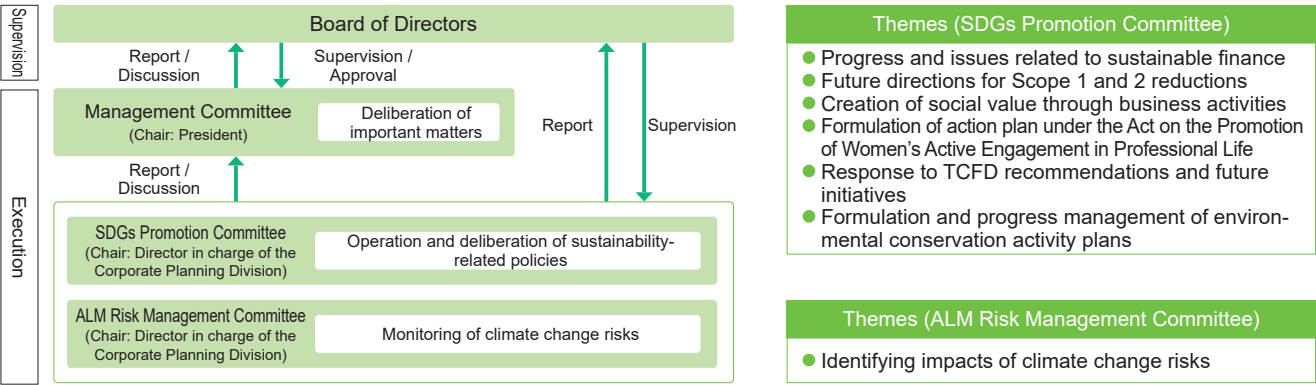 Supervision
Board of Directors
Report /
Discussion
Supervision /
Approval
Execution
Management Committee
(Chair: President)
Deliberation of
important matters
Report
Supervision
Report /
Discussion
SDGs Promotion Committee
(Chair: Director in charge of the
Corporate Planning Division)
Operation and deliberation of sustainability-
related policies
ALM Risk Management Committee
(Chair: Director in charge of the
Corporate Planning Division)
Monitoring of climate change risks
Themes (SDGs Promotion Committee)
Progress and issues related to sustainable finance
Future directions for Scope 1 and 2 reductions
Creation of social value through business activities
Formulation of action plan under the Act on the Promotion
of Women's Active Engagement in Professional Life
Response to TCFD recommendations and future
initiatives
Formulation and progress management of environ-
mental conservation activity plans
Themes (ALM Risk Management Committee)
Identifying impacts of climate change risks